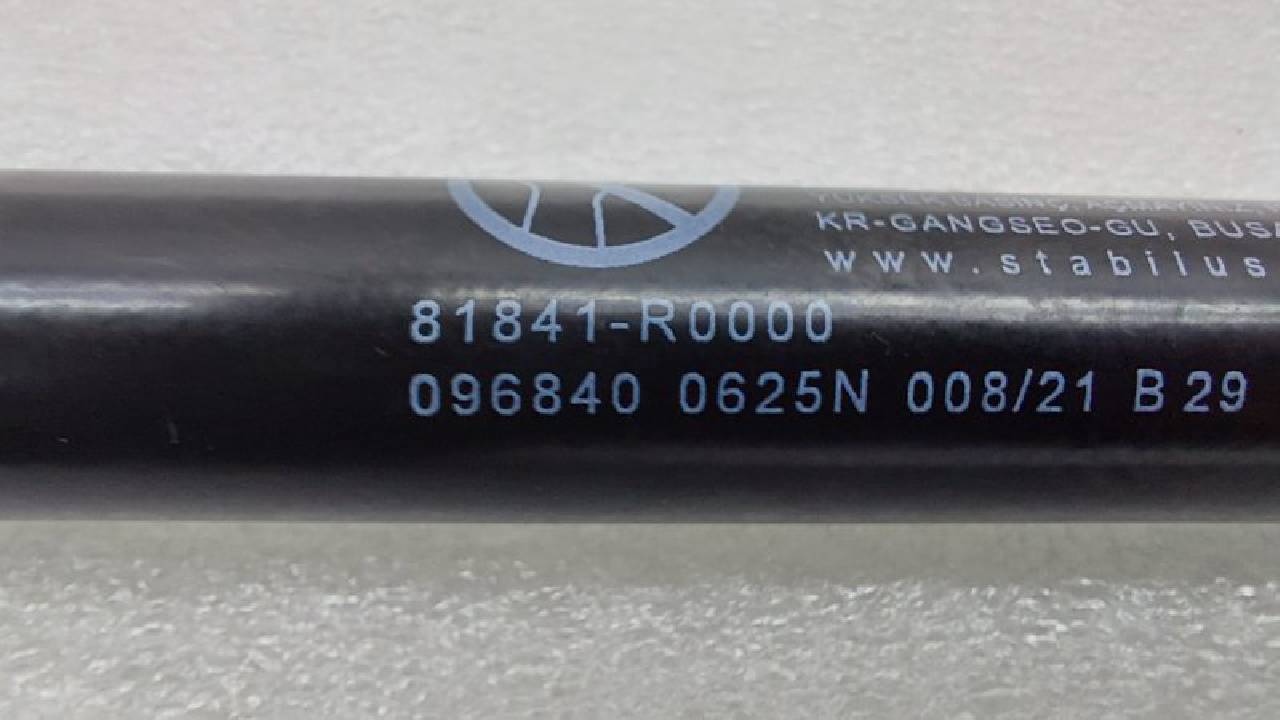 KR-GANGSEO-GU, BUSA
www.stabilus
81841-R0000
096840 0625N 008/21 B 29